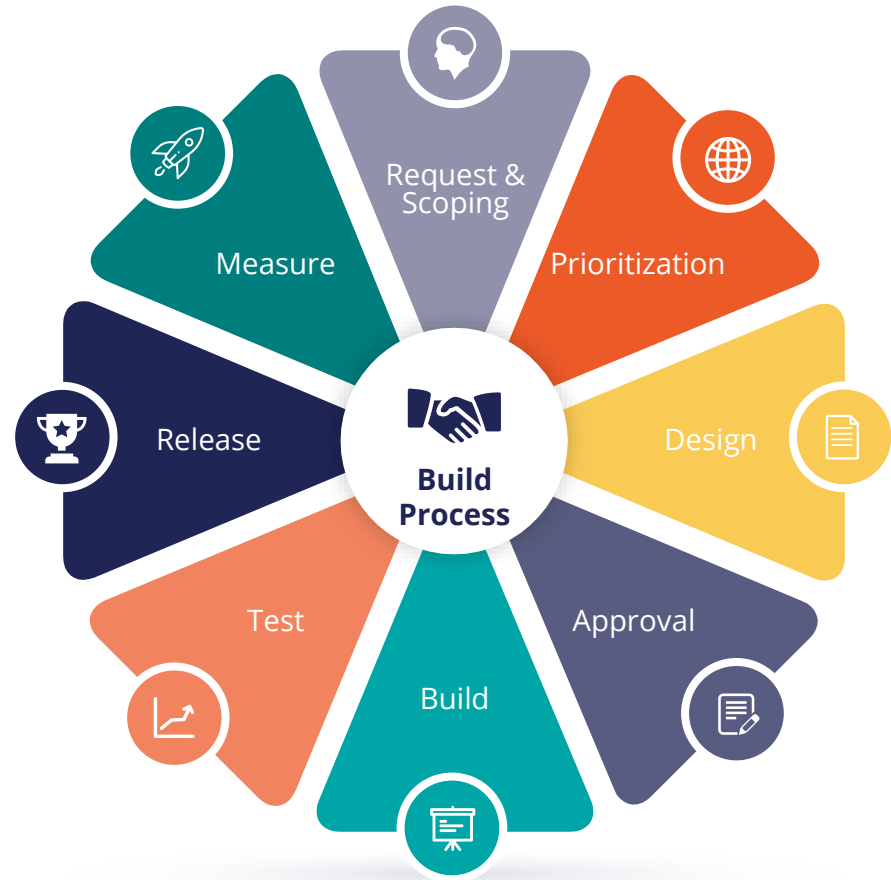 Request &
Scoping
Prioritization
Design
Approval
Build
Test
Release
Measure
Build
Process